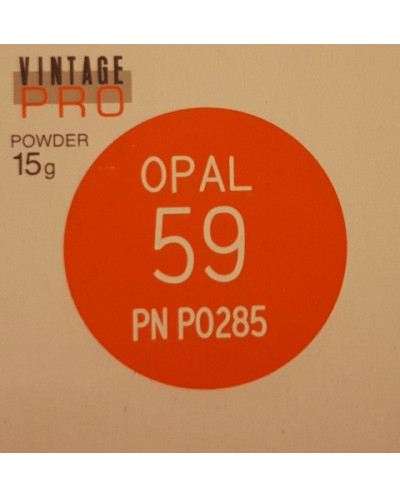 VINTAGE
PRO
POWDER
15g
OPAL
59
PN P0285